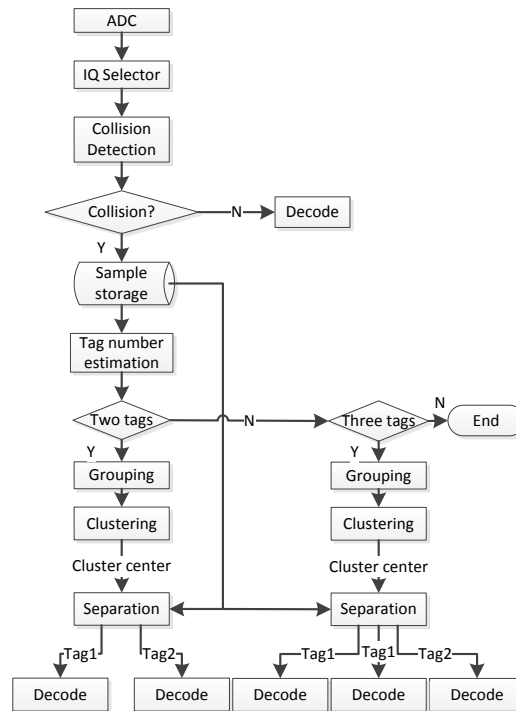 ADC
IQ Selector
Collision
Detection
Collision?
N
Decode
Y
Sample
storage
Tag number
estimation
Two tags
N
Three tags
N
End
Y
Y
Grouping
Grouping
Clustering
Clustering
Cluster center
Cluster center
Separation
Separation
Tag1
Tag2
Tag1
Tag1
Tag2
Decode
Decode
Decode
Decode
Decode